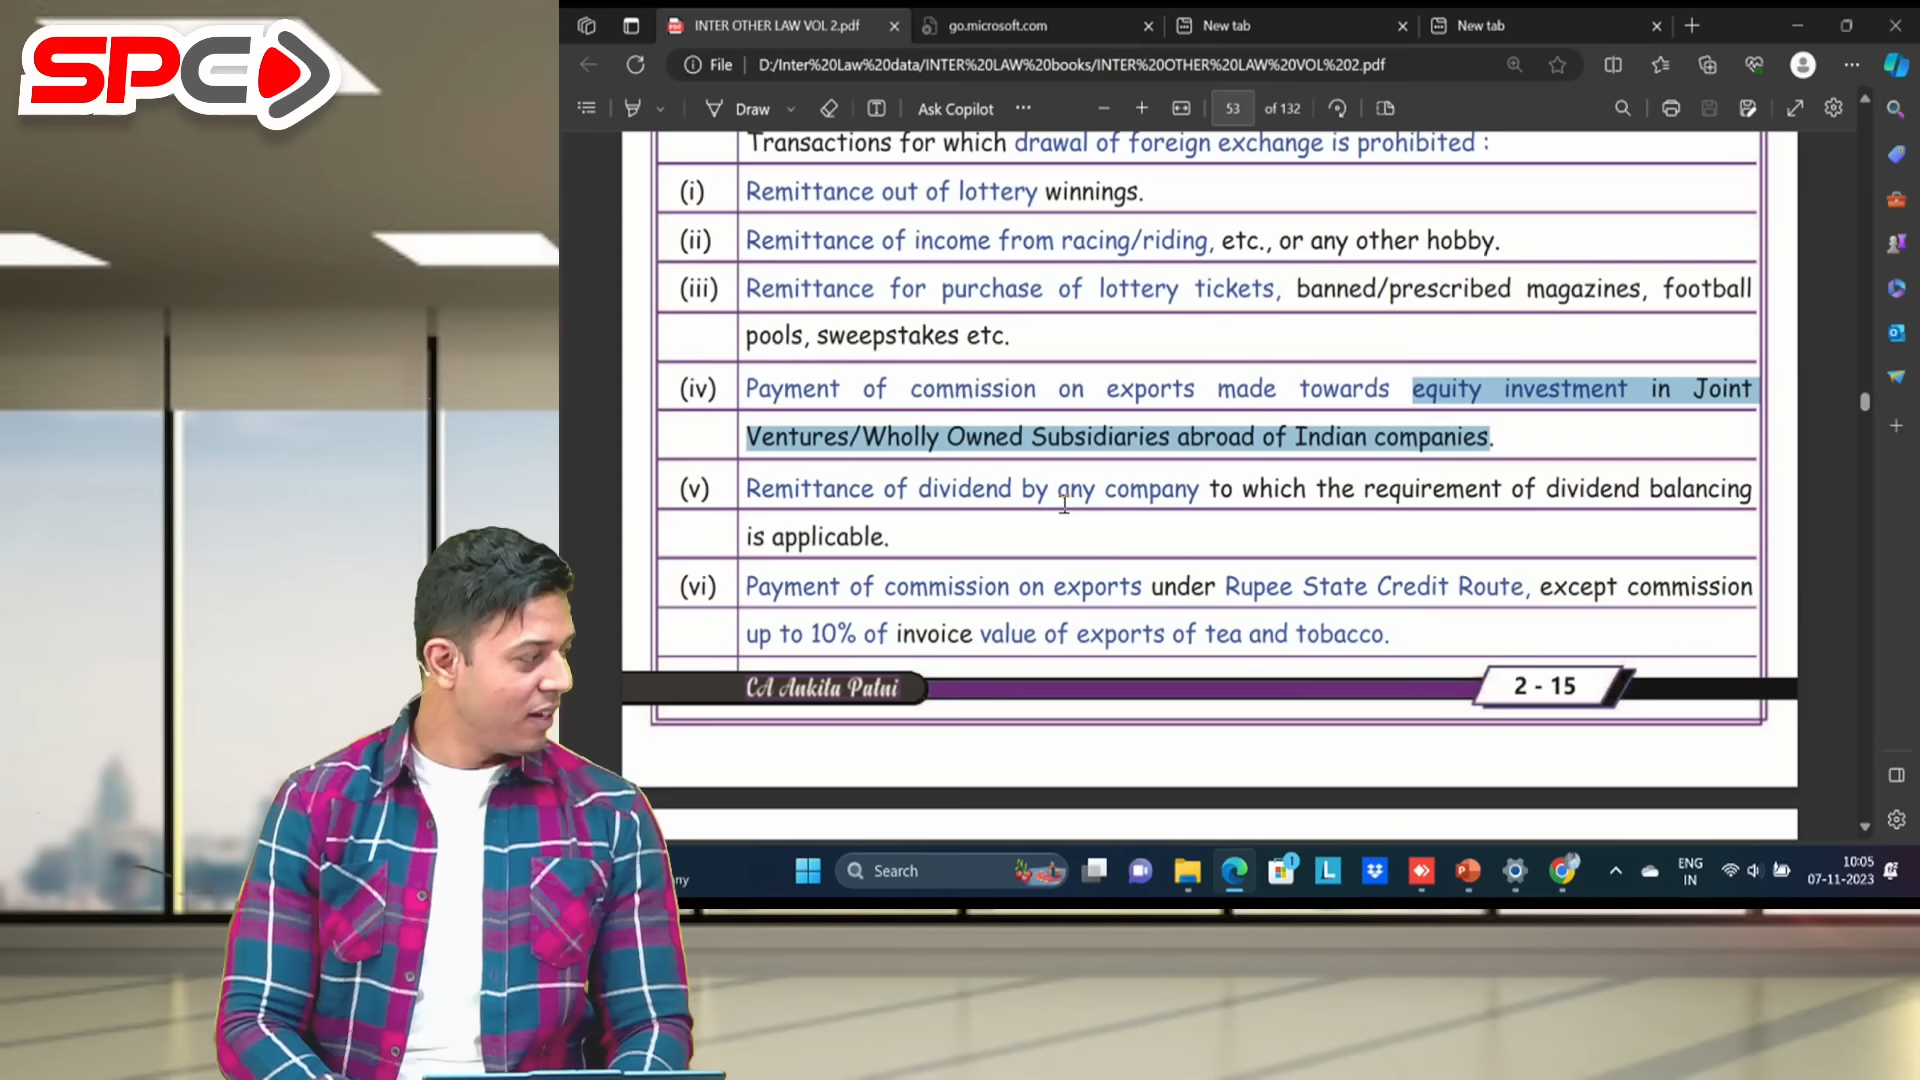 SPC
INTER OTHER LAW VOL 2.pdf
go.microsoft.com
New tab
New tab
File
D:/Inter%20Law%20data/INTER%20LAW%20books/INTER%20OTHER%20LAW%20VOL%202.pdf
Draw
Ask Copilot
53
of 132
Transactions for which drawal of foreign exchange is prohibited :
(i) Remittance out of lottery winnings.
(ii) Remittance of income from racing/riding, etc., or any other hobby.
(iii) Remittance for purchase of lottery tickets, banned/prescribed magazines, football
pools, sweepstakes etc.
(iv) Payment of commission on exports made towards equity investment in Joint
Ventures/Wholly Owned Subsidiaries abroad of Indian companies.
(v) Remittance of dividend by any company to which the requirement of dividend balancing
is applicable.
(vi) Payment of commission on exports under Rupee State Credit Route, except commission
up to 10% of invoice value of exports of tea and tobacco.
CA Ankita Patni
2 - 15
ny
Search
1
L
ENG
IN
10:05
07-11-2023